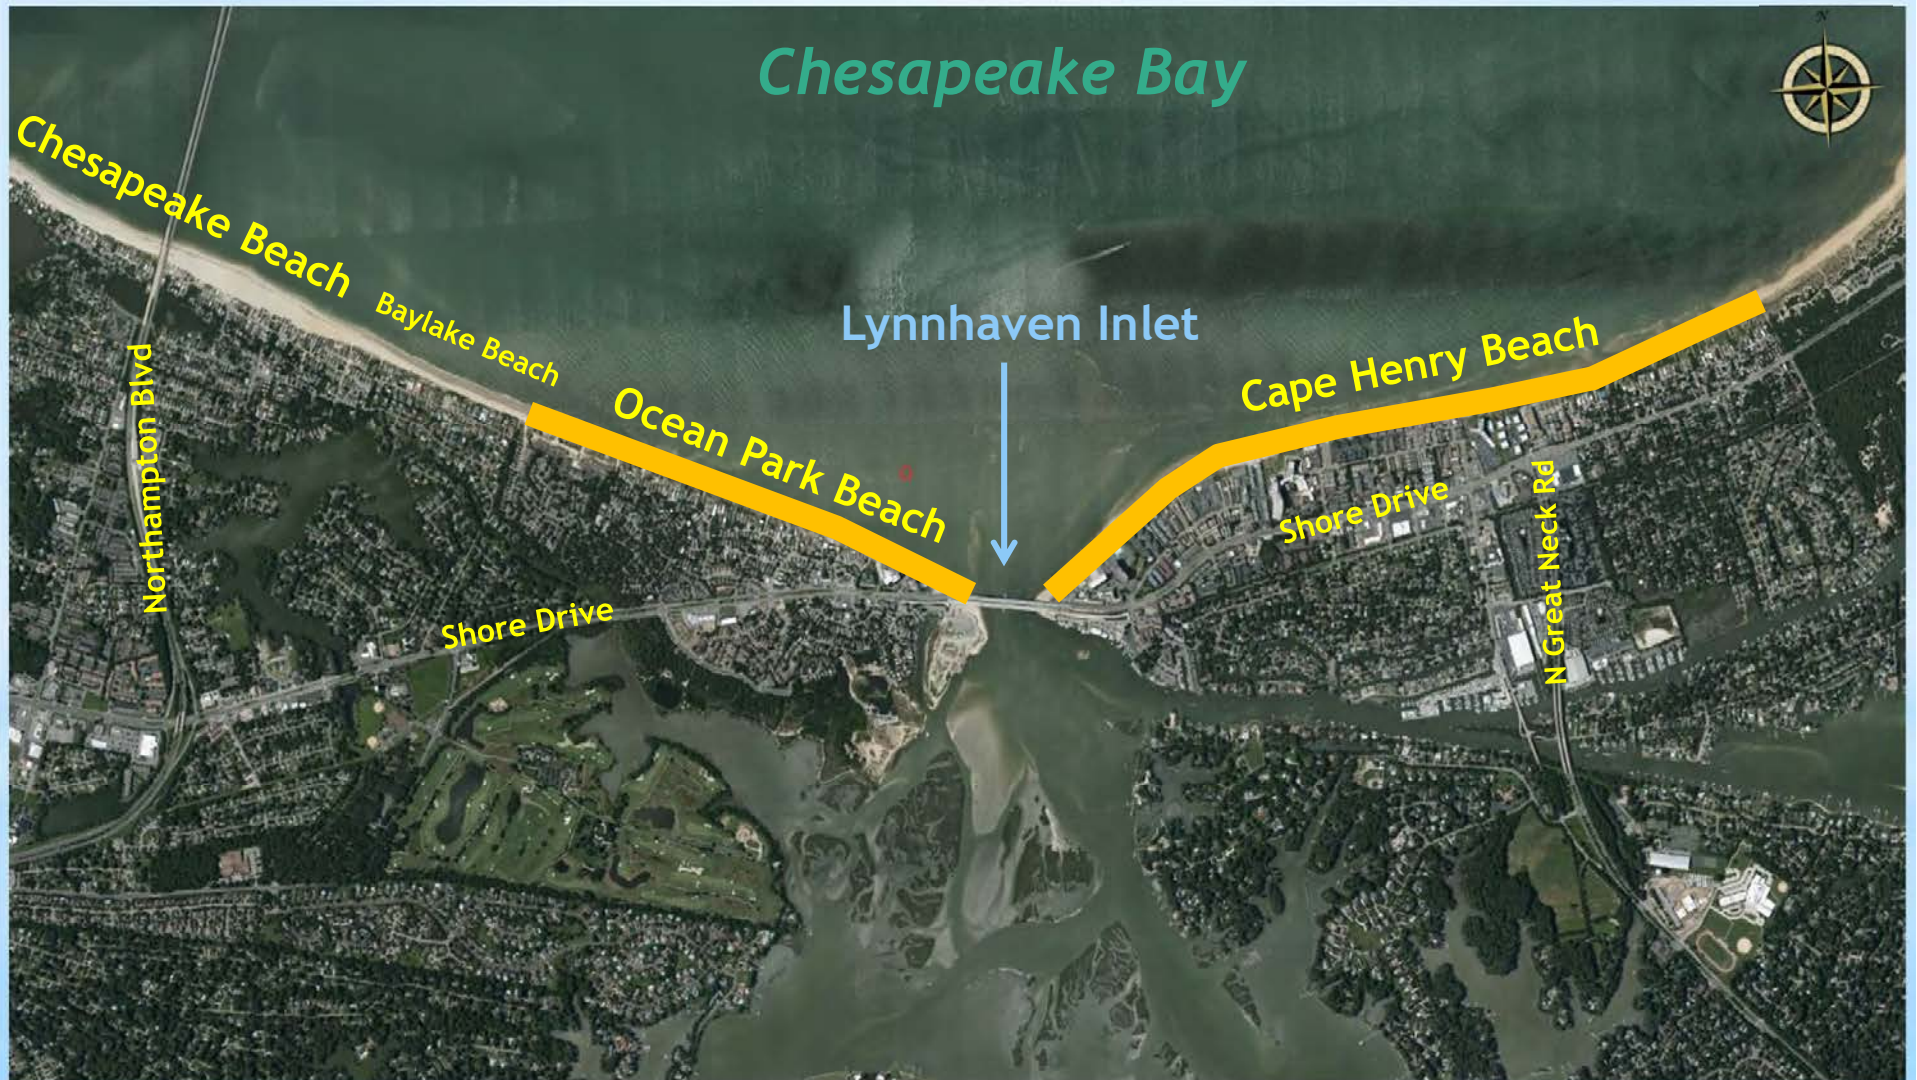 N
Chesapeake Bay
Chesapeake Beach
Baylake Beach
Lynnhaven Inlet
Cape Henry Beach
Ocean Park Beach
Northampton Blvd
Shore Drive
N Great Neck Rd
Shore Drive